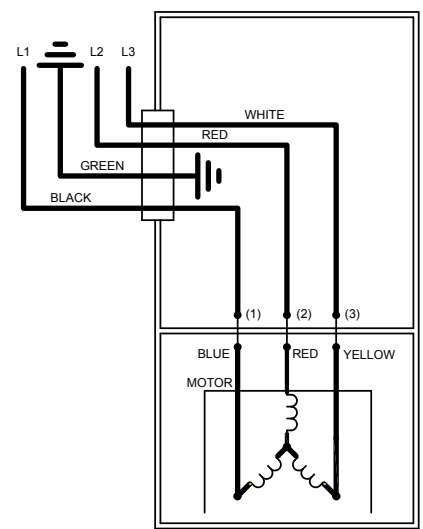 L1 L2 L3
WHITE
RED
GREEN
BLACK
(1) (2) (3)
BLUE RED YELLOW
MOTOR